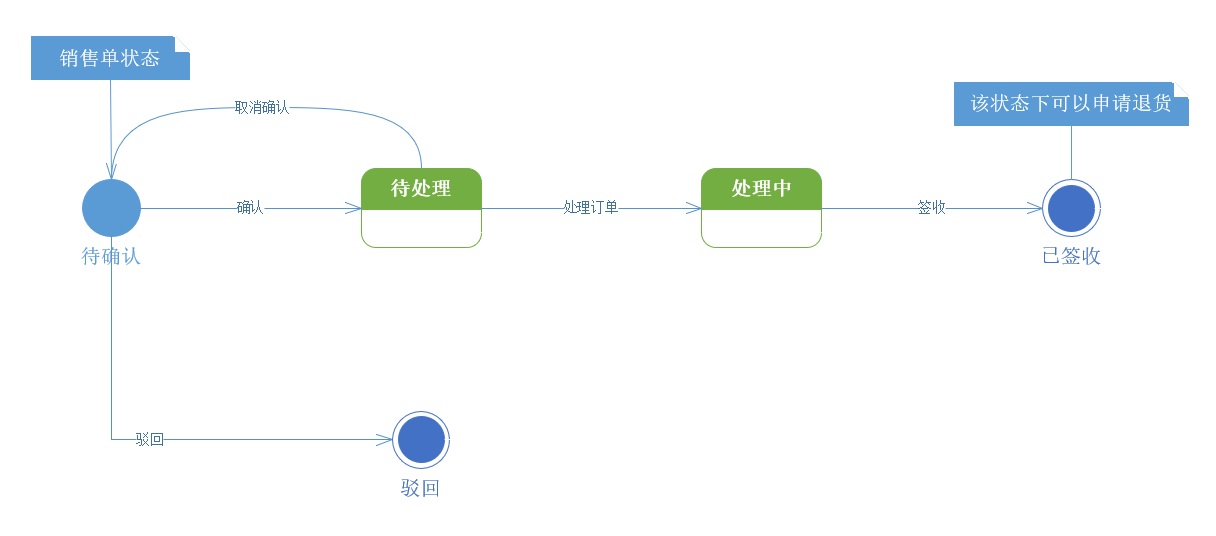 销售单状态
该状态下可以申请退货
取消确认
待处理
处理中
确认
处理订单
签收
待确认
已签收
驳回
驳回